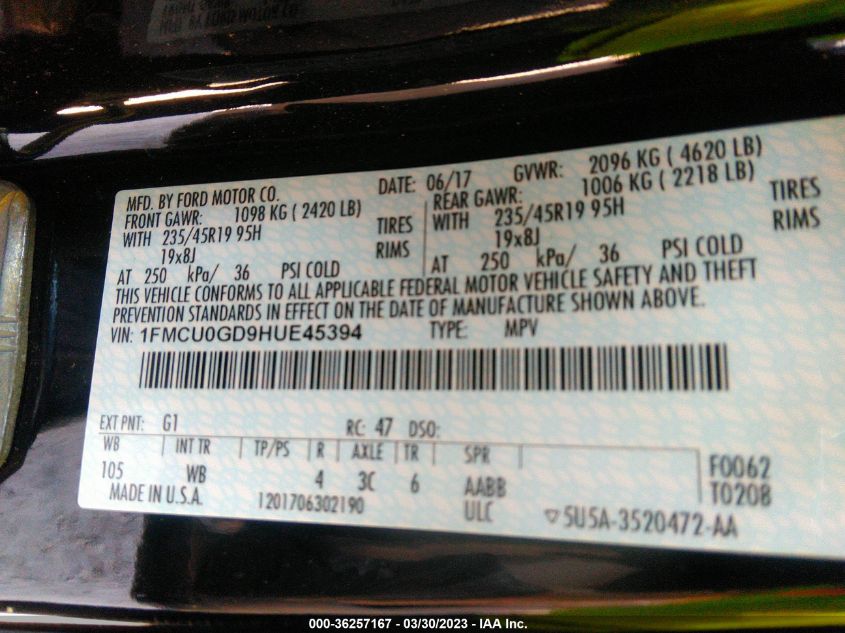 MFD. BY FORD MOTOR CO.
DATE: 06/17 GVWR: 2096 KG ( 4620 LB)
FRONT GAWR: 1098 KG ( 2420 LB)
WITH 235/45R19 95H TIRES
19x8J RIMS
AT 250 kPa/ 36 PSI COLD
REAR GAWR: 1006 KG ( 2218 LB)
WITH 235/45R19 95H TIRES
19x8J RIMS
AT 250 kPa/ 36 PSI COLD
THIS VEHICLE CONFORMS TO ALL APPLICABLE FEDERAL MOTOR VEHICLE SAFETY AND THEFT
PREVENTION STANDARDS IN EFFECT ON THE DATE OF MANUFACTURE SHOWN ABOVE.
VIN: 1FMCU0GD9HUE45394 TYPE: MPV
EXT PNT: G1 RC: 47 DSO:
WB INT TR TP/PS R AXLE TR SPR
105 WB 4 3C 6 AABB
F0062
T0208
MADE IN U.S.A. 1201706302190 ULC
5U5A-3520472-AA
000-36257167 - 03/30/2023 - IAA Inc.